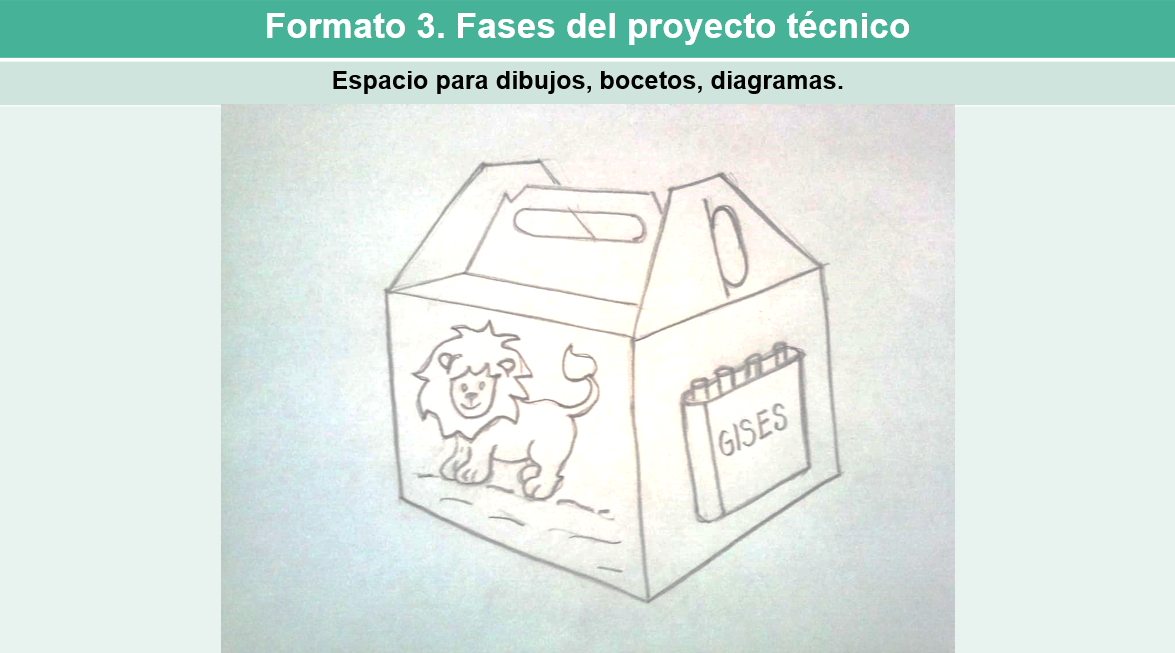 Formato 3. Fases del proyecto técnico
Espacio para dibujos, bocetos, diagramas.
GISES